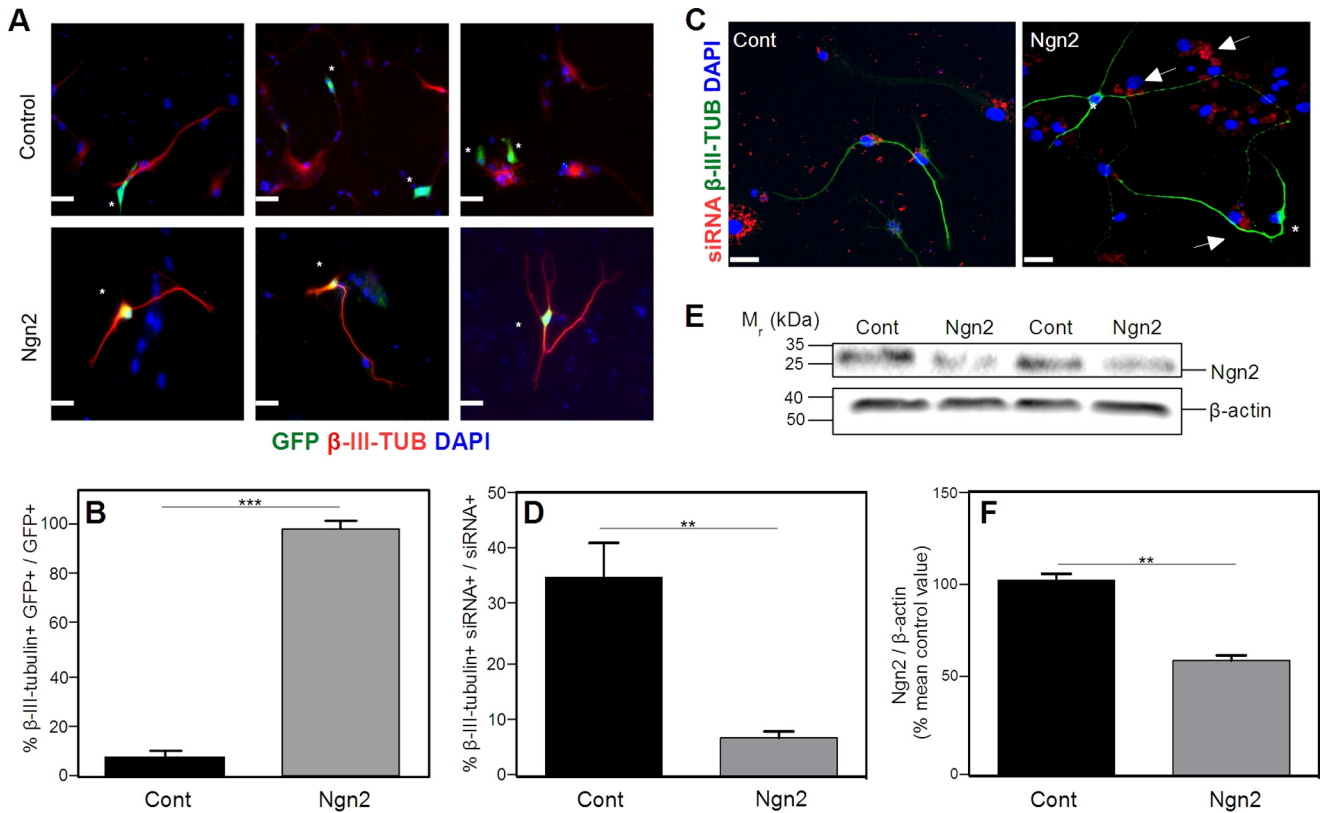 A
Control
*
*
*
*
*
Ngn2
*
*
*
GFP β-III-TUB DAPI
C
siRNA β-III-TUB DAPI
Cont
Ngn2
*
*
E
Mr (kDa)
Cont
Ngn2
Cont
Ngn2
35
25
Ngn2
40
50
β-actin
B
% β-III-tubulin+ GFP+ / GFP+
100
80
60
40
20
0
***
Cont
Ngn2
D
% β-III-tubulin+ siRNA+ / siRNA+
50
40
30
20
10
0
**
Cont
Ngn2
F
Ngn2 / β-actin
(% mean control value)
150
100
50
0
**
Cont
Ngn2